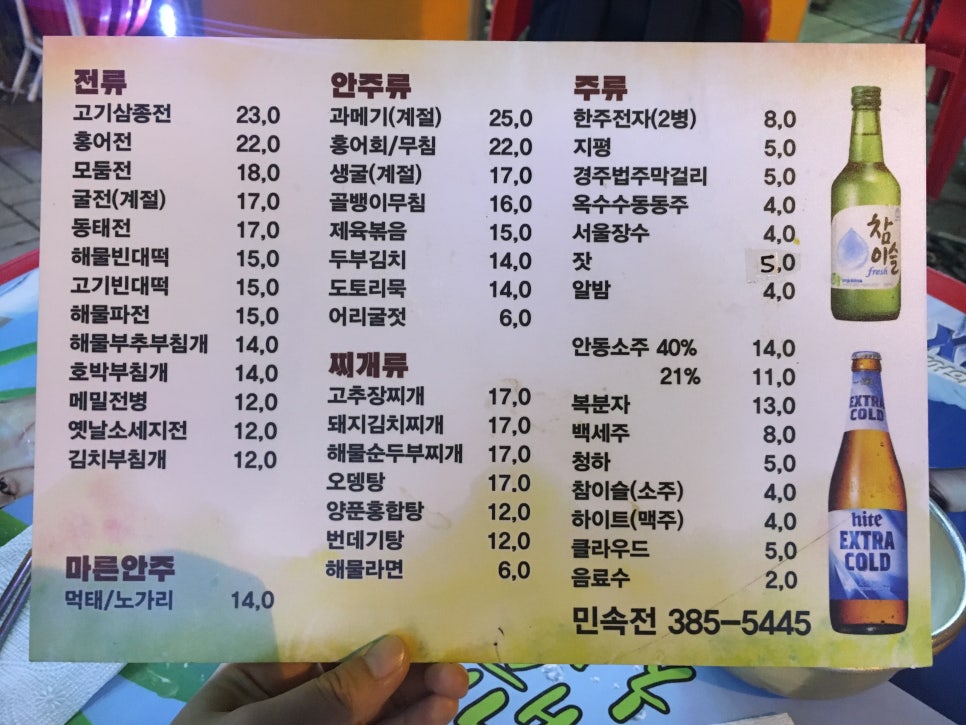 전류
고기삼종전 23,0
홍어전 22,0
모둠전 18,0
굴전(계절) 17,0
동태전 17,0
해물빈대떡 15,0
고기빈대떡 15,0
해물파전 15,0
해물부추부침개 14,0
호박부침개 14,0
메밀전병 12,0
옛날소세지전 12,0
김치부침개 12,0
마른안주
먹태/노가리 14,0
안주류
과메기(계절) 25,0
홍어회/무침 22,0
생굴(계절) 17,0
골뱅이무침 16,0
제육볶음 15,0
두부김치 14,0
도토리묵 14,0
어리굴젓 6,0
찌개류
고추장찌개 17,0
돼지김치찌개 17,0
해물순두부찌개 17,0
오뎅탕 17.0
양푼홍합탕 12,0
번데기탕 12,0
해물라면 6,0
주류
한주전자(2병) 8,0
지평 5,0
경주법주막걸리 5,0
옥수수동동주 4,0
서울장수 4,0
잣 5,0
알밤 4,0
안동소주 40% 14,0
21% 11,0
복분자 13,0
백세주 8,0
청하 5,0
참이슬(소주) 4,0
하이트(맥주) 4,0
클라우드 5,0
음료수 2,0
민속전 385-5445
참
이슬
fresh
EXTRA
COLD
hite
EXTRA
COLD